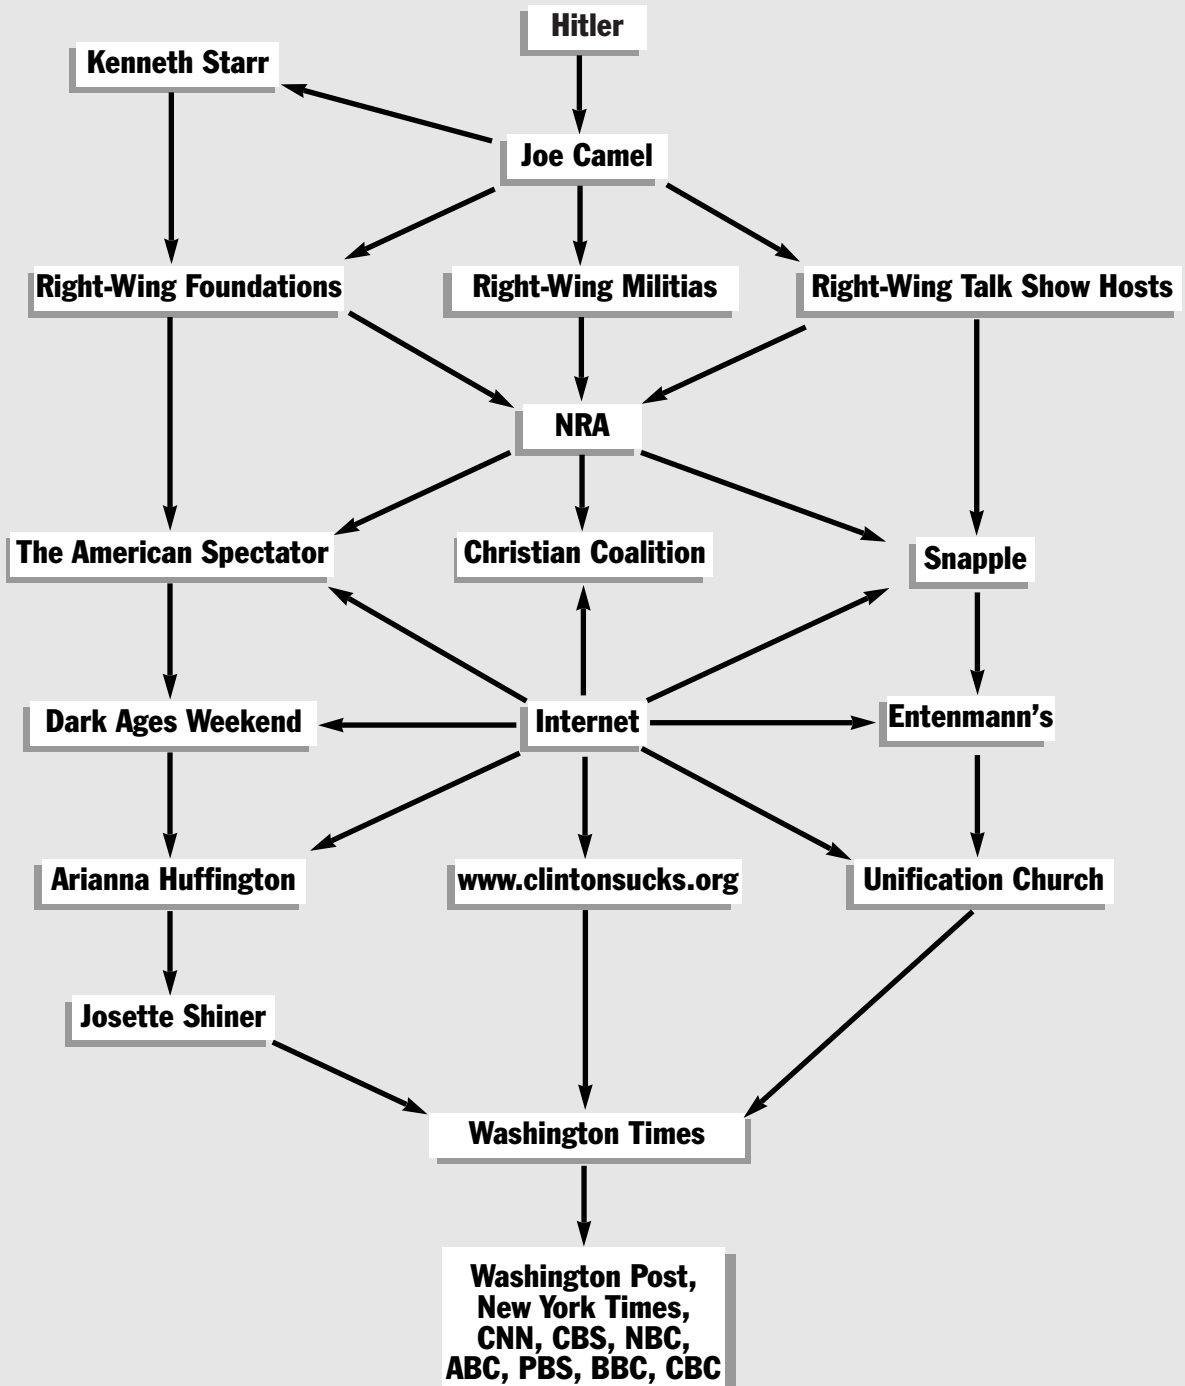 Hitler
Kenneth Starr
Joe Camel
Right-Wing Foundations
Right-Wing Militias
Right-Wing Talk Show Hosts
NRA
The American Spectator
Christian Coalition
Snapple
Dark Ages Weekend
Internet
Entenmann’s
Arianna Huffington
www.clintonsucks.org
Unification Church
Josette Shiner
Washington Times
Washington Post,
New York Times,
CNN, CBS, NBC,
ABC, PBS, BBC, CBC